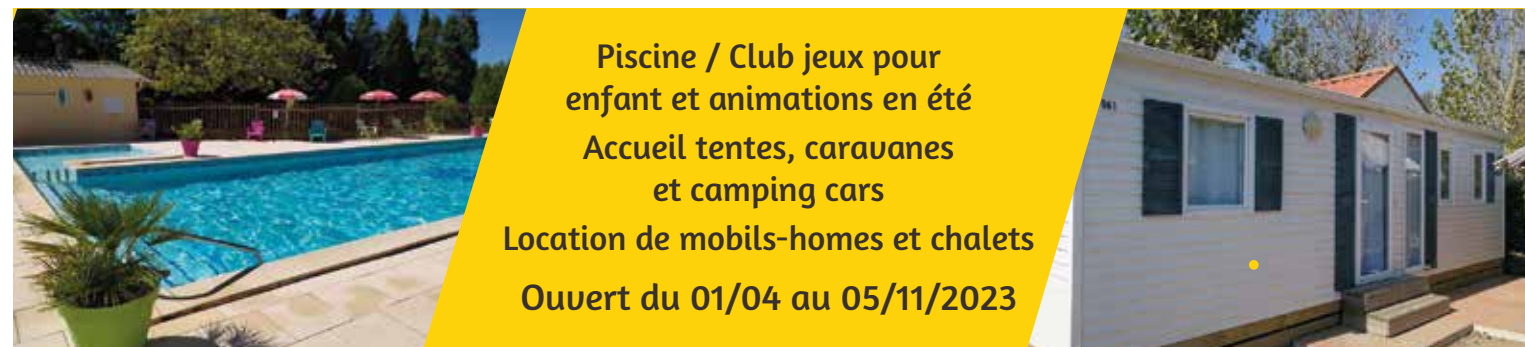 Piscine / Club jeux pour
enfant et animations en été
Accueil tentes, caravanes
et camping cars
Location de mobils-homes et chalets
Ouvert du 01/04 au 05/11/2023